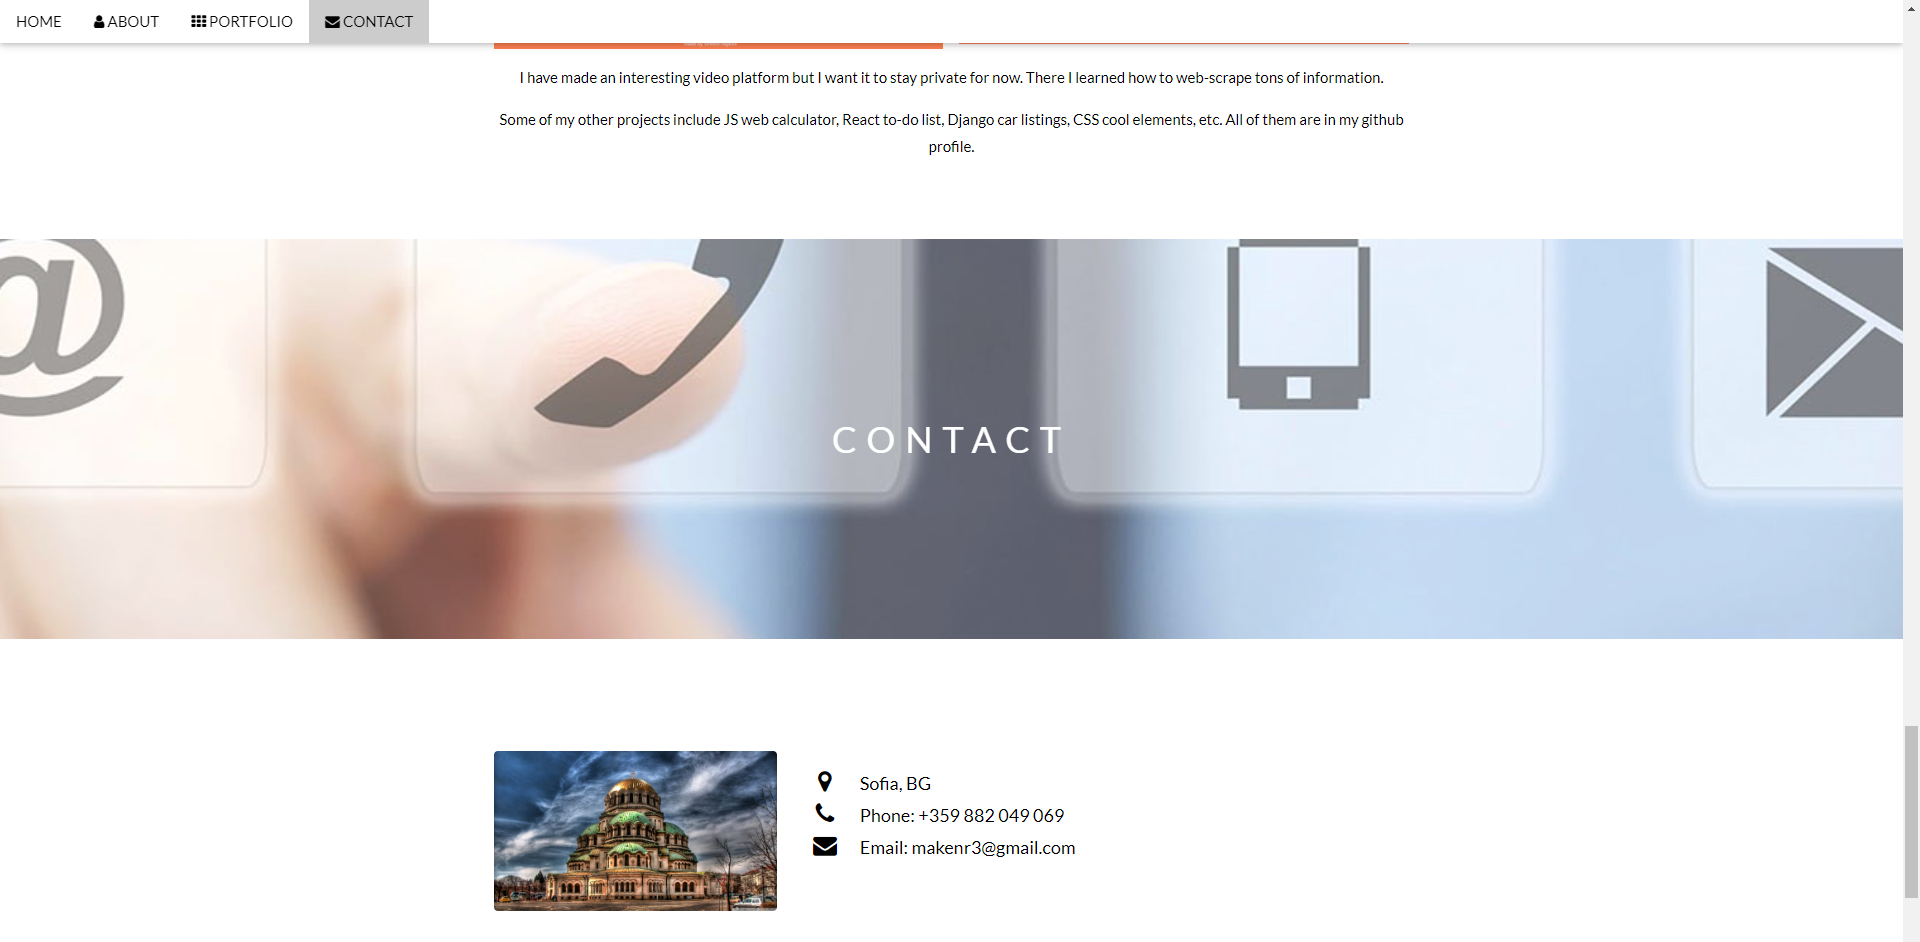 HOME ABOUT PORTFOLIO CONTACT
I have made an interesting video platform but I want it to stay private for now. There I learned how to web-scrape tons of information.
Some of my other projects include JS web calculator, React to-do list, Django car listings, CSS cool elements, etc. All of them are in my github
profile.
@
CONTACT
Sofia, BG
Phone: +359 882 049 069
Email: makenr3@gmail.com